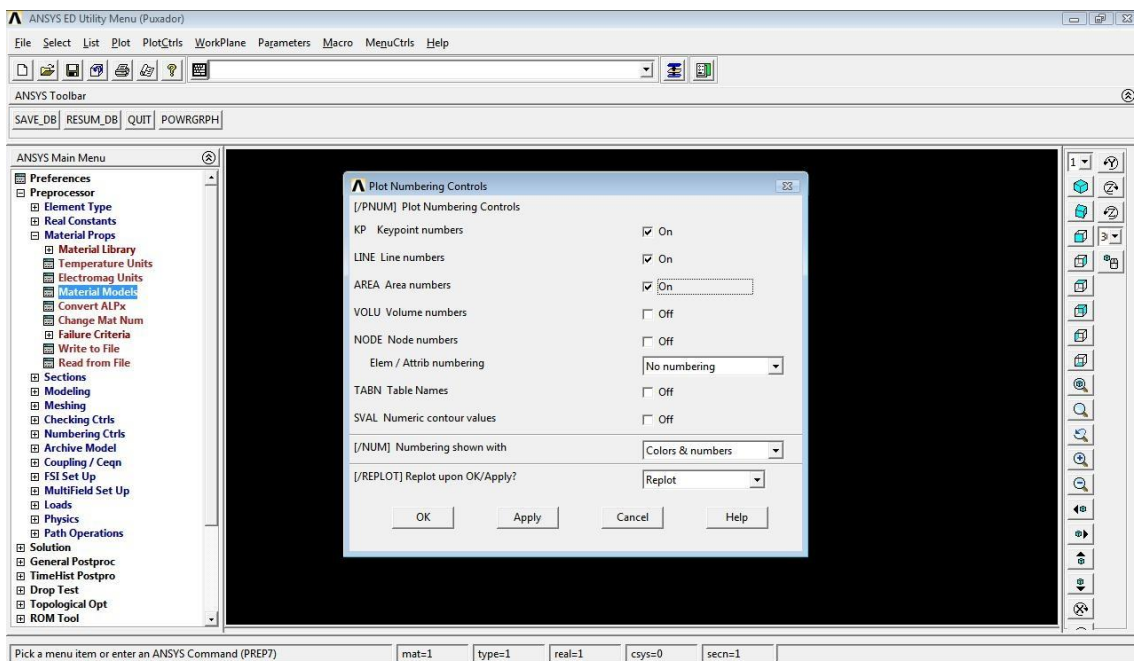 ANSYS ED Utility Menu (Puxador)
File Select List Plot PlotCtrls WorkPlane Parameters Macro MenuCtrls Help
ANSYS Toolbar
SAVE_DB RESUM_DB QUIT POWRGRPH
ANSYS Main Menu
Preferences
Preprocessor
Element Type
Real Constants
Material Props
Material Library
Temperature Units
Electromag Units
Material Models
Convert ALPx
Change Mat Num
Failure Criteria
Write to File
Read from File
Sections
Modeling
Meshing
Checking Ctrls
Numbering Ctrls
Archive Model
Coupling / Ceqn
FSI Set Up
MultiField Set Up
Loads
Physics
Path Operations
Solution
General Postproc
TimeHist Postpro
Drop Test
Topological Opt
ROM Tool
Plot Numbering Controls
[/PNUM] Plot Numbering Controls
KP Keypoint numbers On
LINE Line numbers On
AREA Area numbers On
VOLU Volume numbers Off
NODE Node numbers Off
Elem / Attrib numbering No numbering
TABN Table Names Off
SVAL Numeric contour values Off
[/NUM] Numbering shown with Colors & numbers
[/REPLOT] Replot upon OK/Apply? Replot
OK Apply Cancel Help
1
Pick a menu item or enter an ANSYS Command (PREP7) mat=1 type=1 real=1 csys=0 secn=1